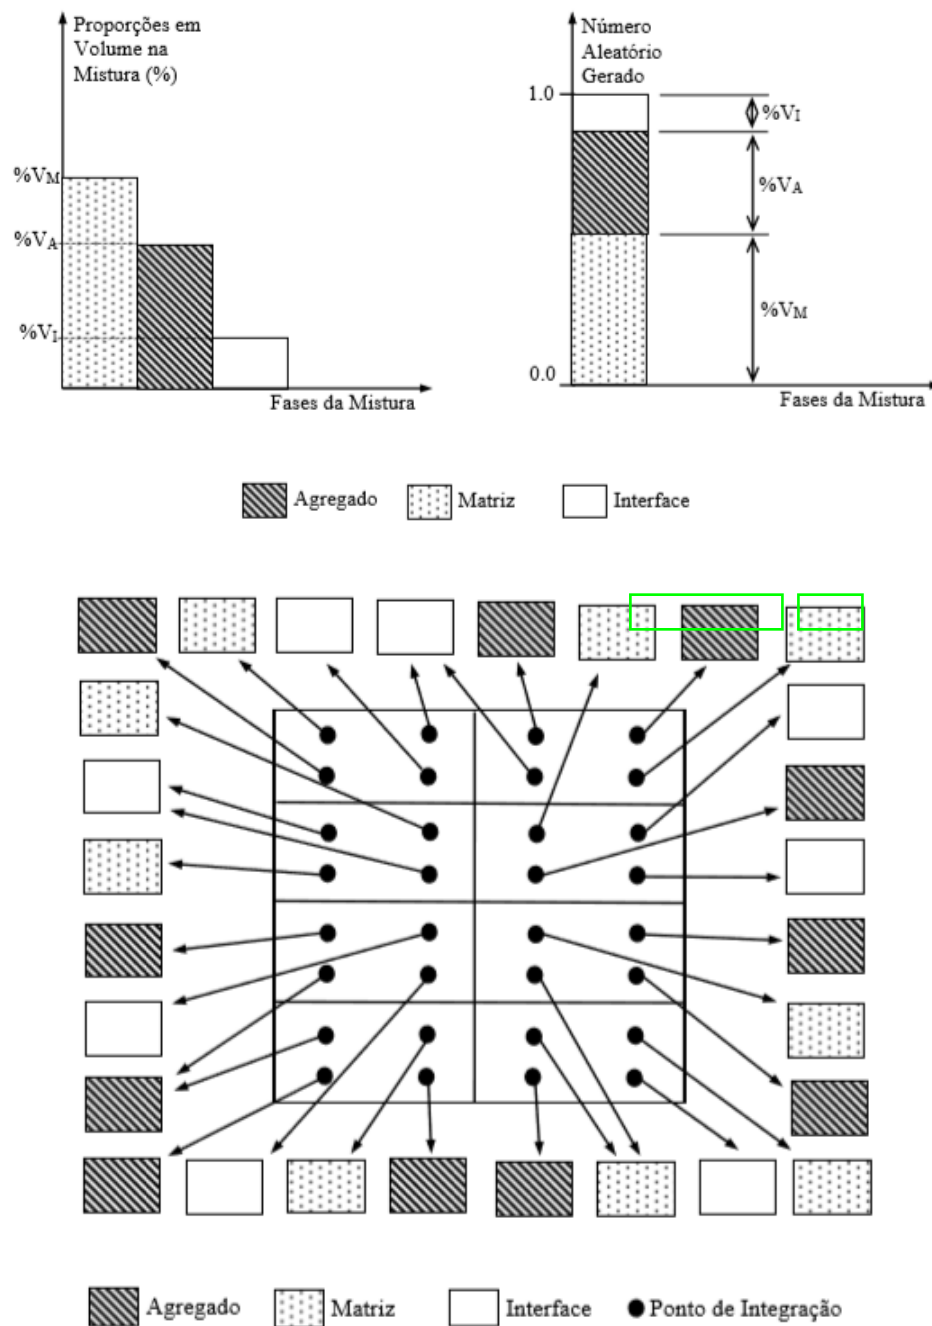 Proporções em
Volume na
Mistura (%)
%VM
%VA
%VI
Fases da Mistura
Número
Aleatório
Gerado
1.0
%VI
%VA
%VM
0.0
Fases da Mistura
Agregado
Matriz
Interface
Agregado
Matriz
Interface
Ponto de Integração